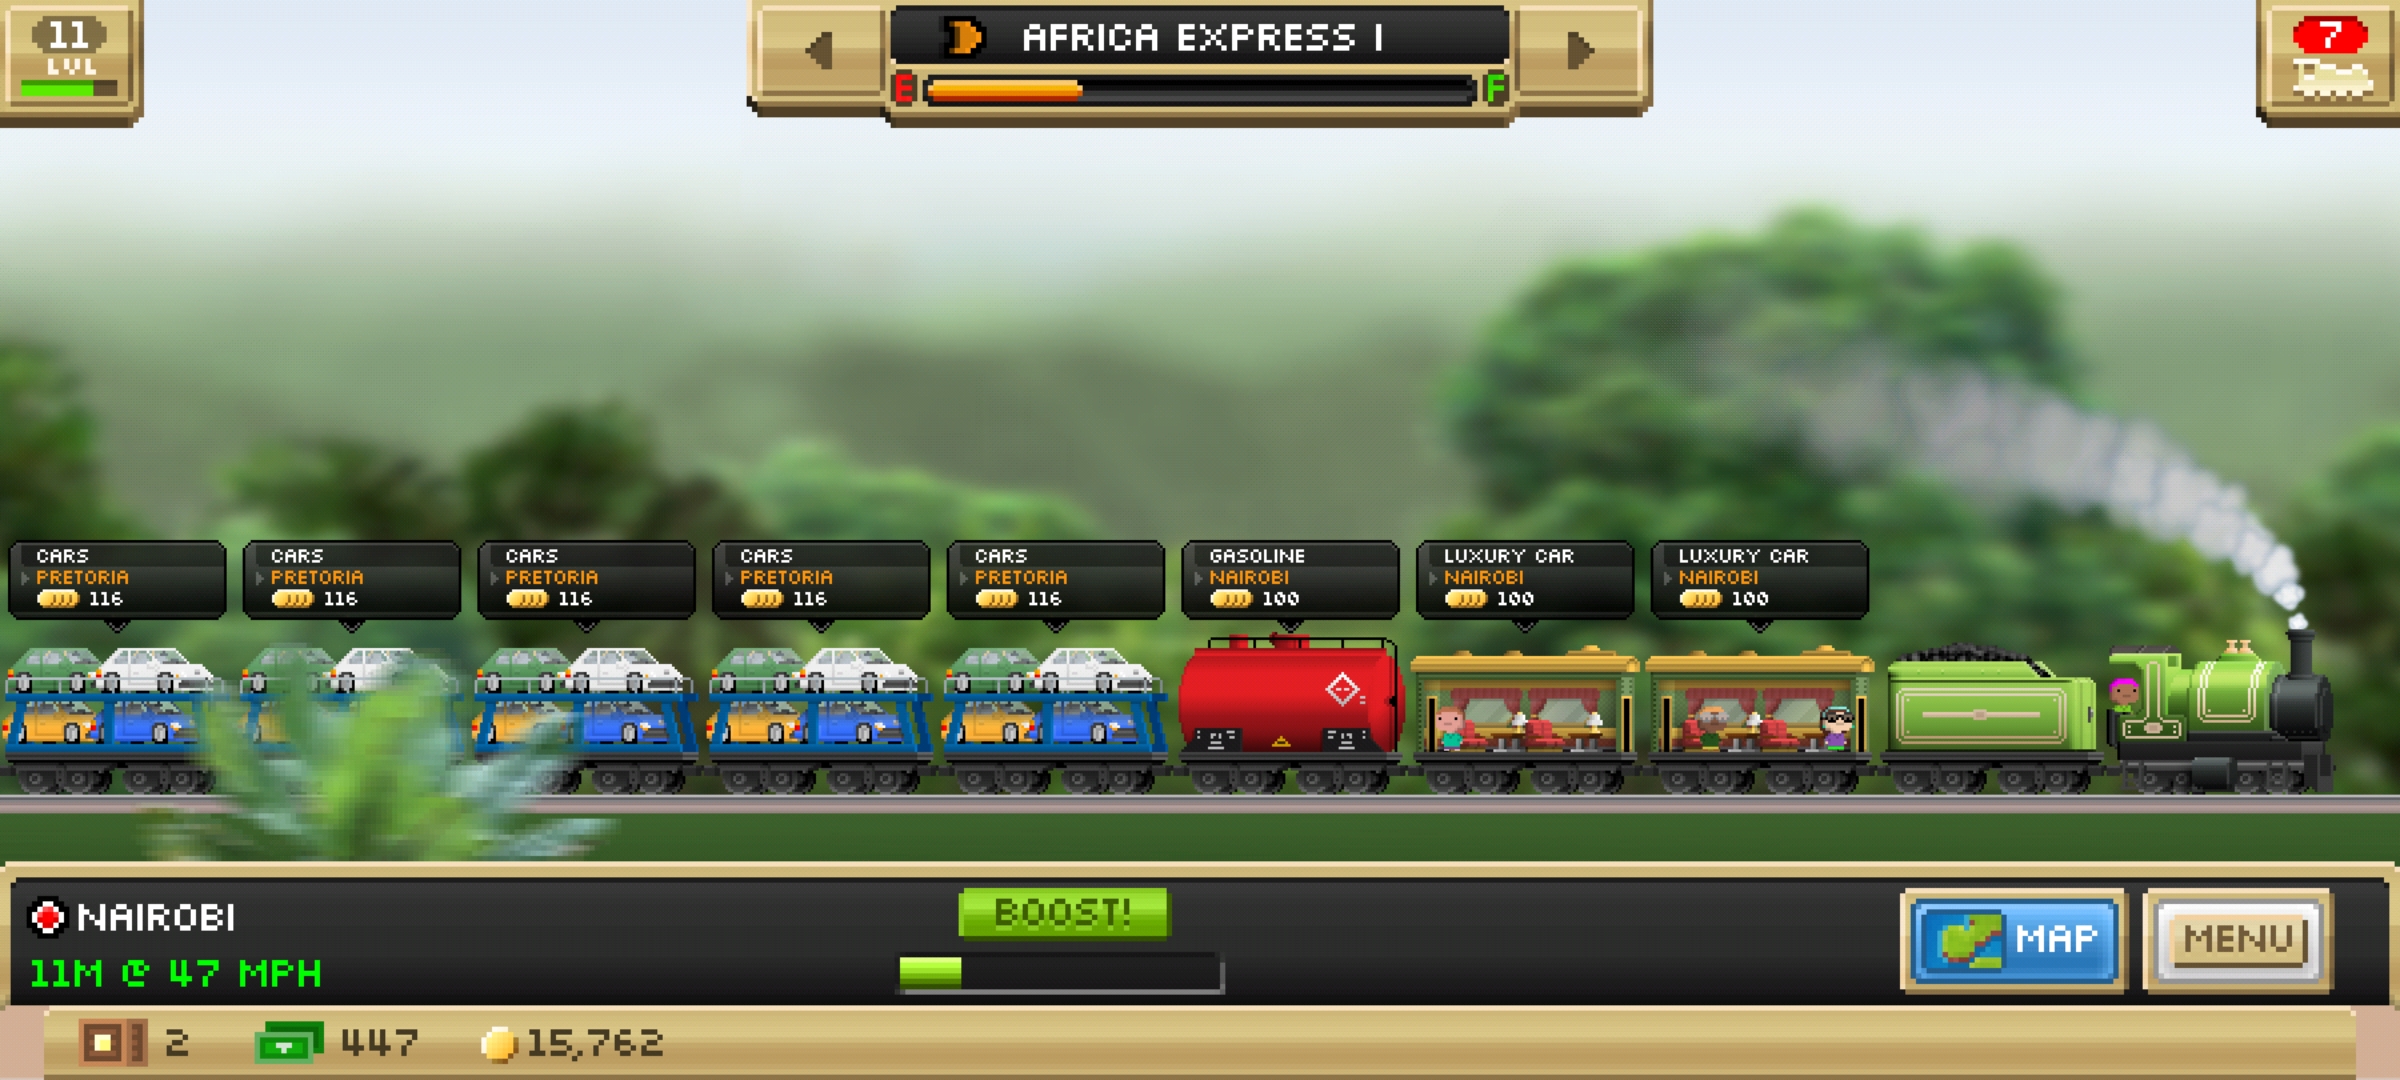 11
LVL
AFRICA EXPRESS I
E F
7
CARS
PRETORIA
116
CARS
PRETORIA
116
CARS
PRETORIA
116
CARS
PRETORIA
116
CARS
PRETORIA
116
GASOLINE
NAIROBI
100
LUXURY CAR
NAIROBI
100
LUXURY CAR
NAIROBI
100
NAIROBI
11M @ 47 MPH
BOOST!
MAP
MENU
2
447
15,762